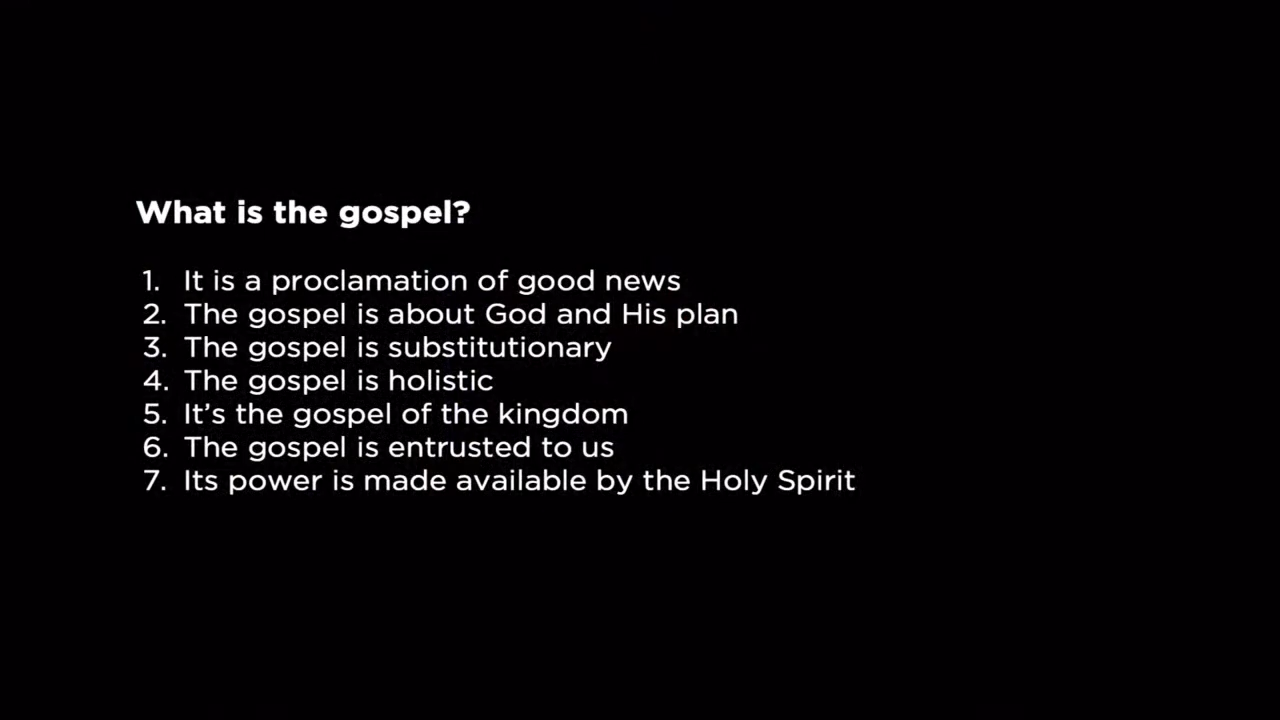 What is the gospel?
1. It is a proclamation of good news
2. The gospel is about God and His plan
3. The gospel is substitutionary
4. The gospel is holistic
5. It’s the gospel of the kingdom
6. The gospel is entrusted to us
7. Its power is made available by the Holy Spirit